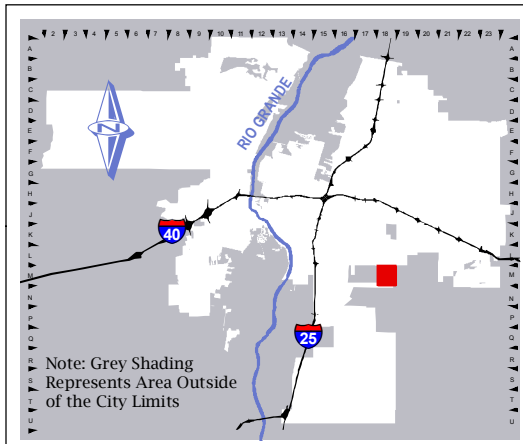 2 3 4 5 6 7 8 9 10 11 12 13 14 15 16 17 18 19 20 21 22 23
A A
B B
C C
D D
E E
F F
G G
H H
J J
K K
L L
M M
N N
P P
Q Q
R R
S S
T T
U U
N
RIO GRANDE
40
25
Note: Grey Shading
Represents Area Outside
of the City Limits